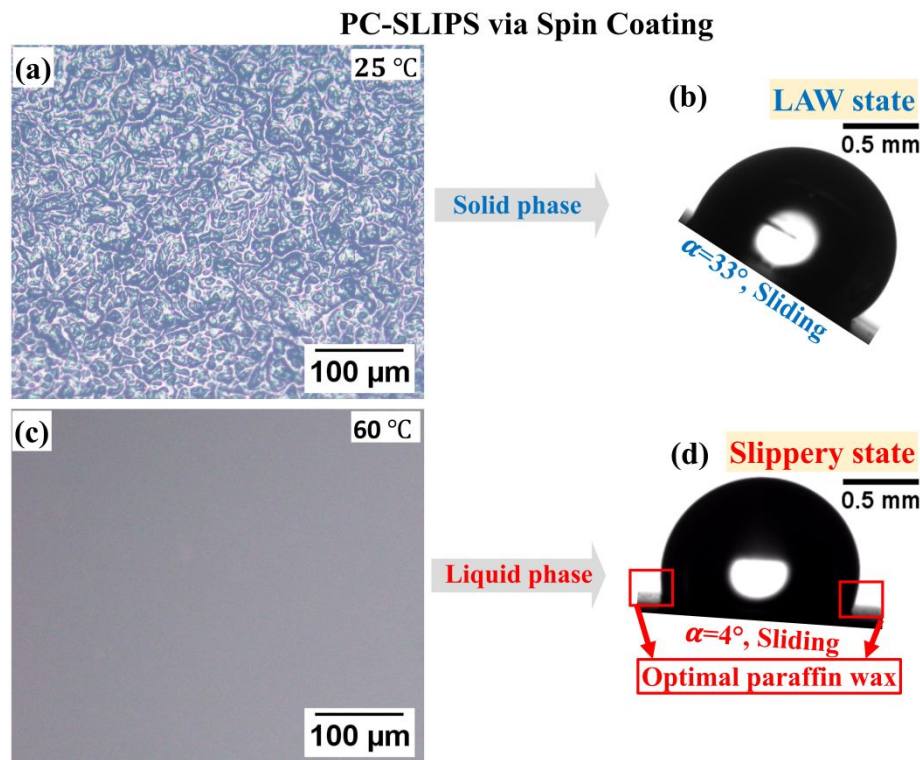 PC-SLIPS via Spin Coating
(a)
25 °C
100 µm
Solid phase
(b)
LAW state
0.5 mm
α=33°, Sliding
(c)
60 °C
100 µm
Liquid phase
(d)
Slippery state
0.5 mm
α=4°, Sliding
Optimal paraffin wax